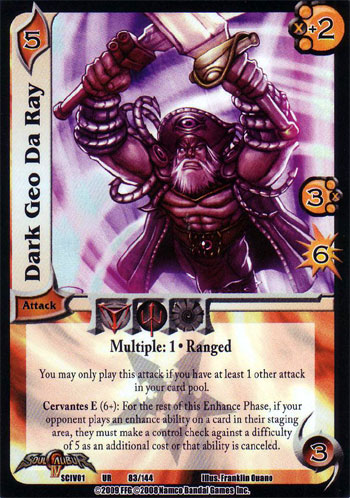 5
+2
Dark Geo Da Ray
3
6
Attack
Multiple: 1 • Ranged
You may only play this attack if you have at least 1 other attack
in your card pool.
Cervantes E (6+): For the rest of this Enhance Phase, if your
opponent plays an enhance ability on a card in their staging
area, they must make a control check against a difficulty
of 5 as an additional cost or that ability is canceled.
3
SOULCALIBUR IV
SCIV01 UR 83/144 Illus. Franklin Ouano
©2009 FFG ©2008 Namco Bandai Games Inc.